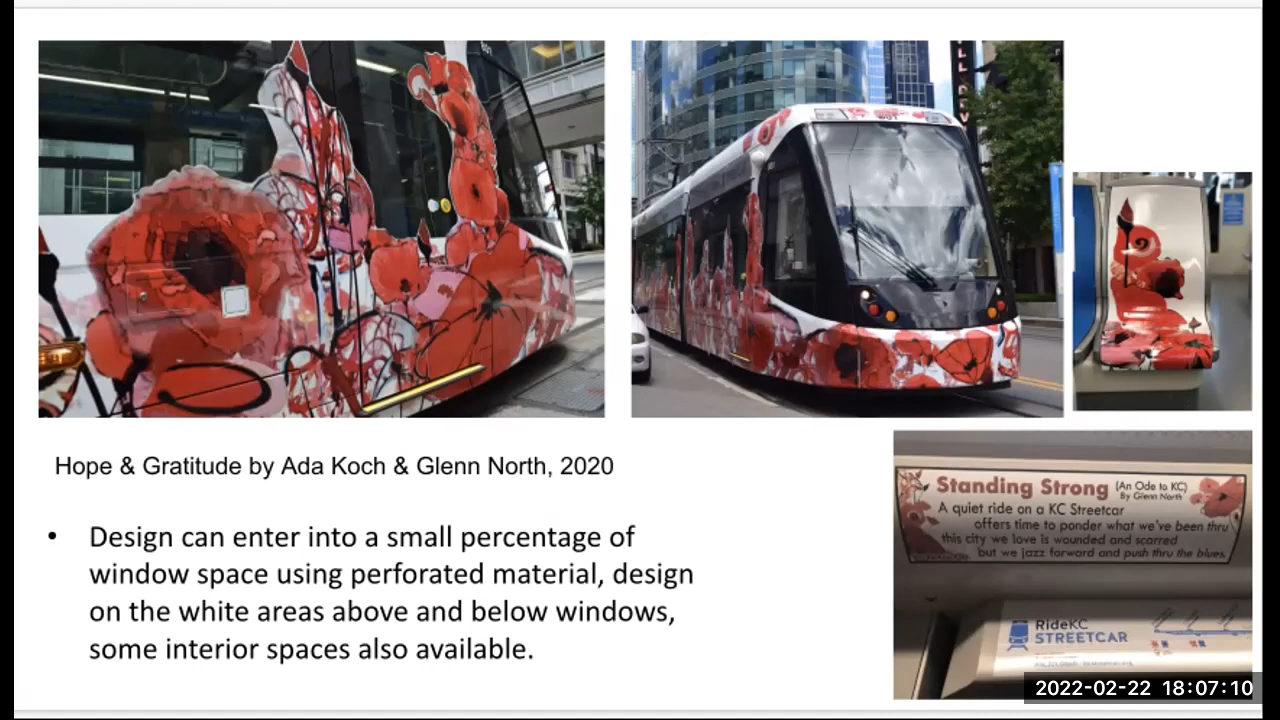 801
Hope & Gratitude by Ada Koch & Glenn North, 2020
• Design can enter into a small percentage of
window space using perforated material, design
on the white areas above and below windows,
some interior spaces also available.
Standing Strong (An Ode to KC)
By Glenn North
A quiet ride on a KC Streetcar
offers time to ponder what we've been thru
this city we love is wounded and scarred
but we jazz forward and push thru the blues.
RideKC
STREETCAR
2022-02-22 18:07:10